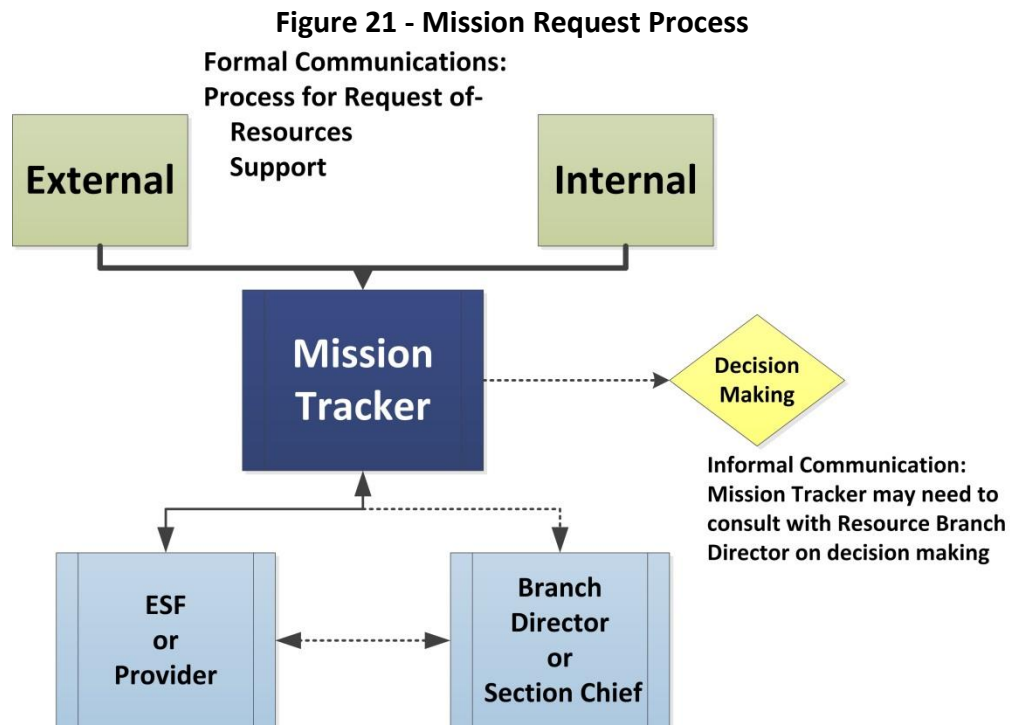 Figure 21 - Mission Request Process
Formal Communications:
Process for Request of-
Resources
Support
External
Internal
Mission
Tracker
Decision
Making
Informal Communication:
Mission Tracker may need to
consult with Resource Branch
Director on decision making
ESF
or
Provider
Branch
Director
or
Section Chief